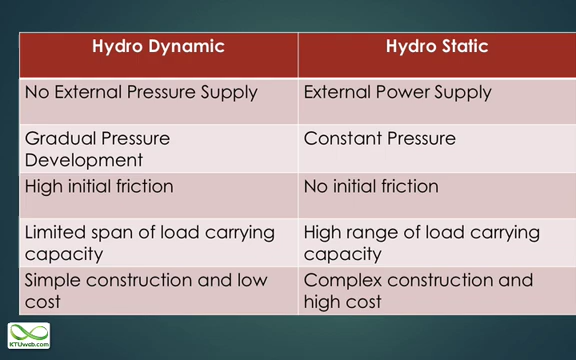 Hydro Dynamic
Hydro Static
No External Pressure Supply
External Power Supply
Gradual Pressure
Development
Constant Pressure
High initial friction
No initial friction
Limited span of load carrying
capacity
High range of load carrying
capacity
Simple construction and low
cost
Complex construction and
high cost
KTUweb.com